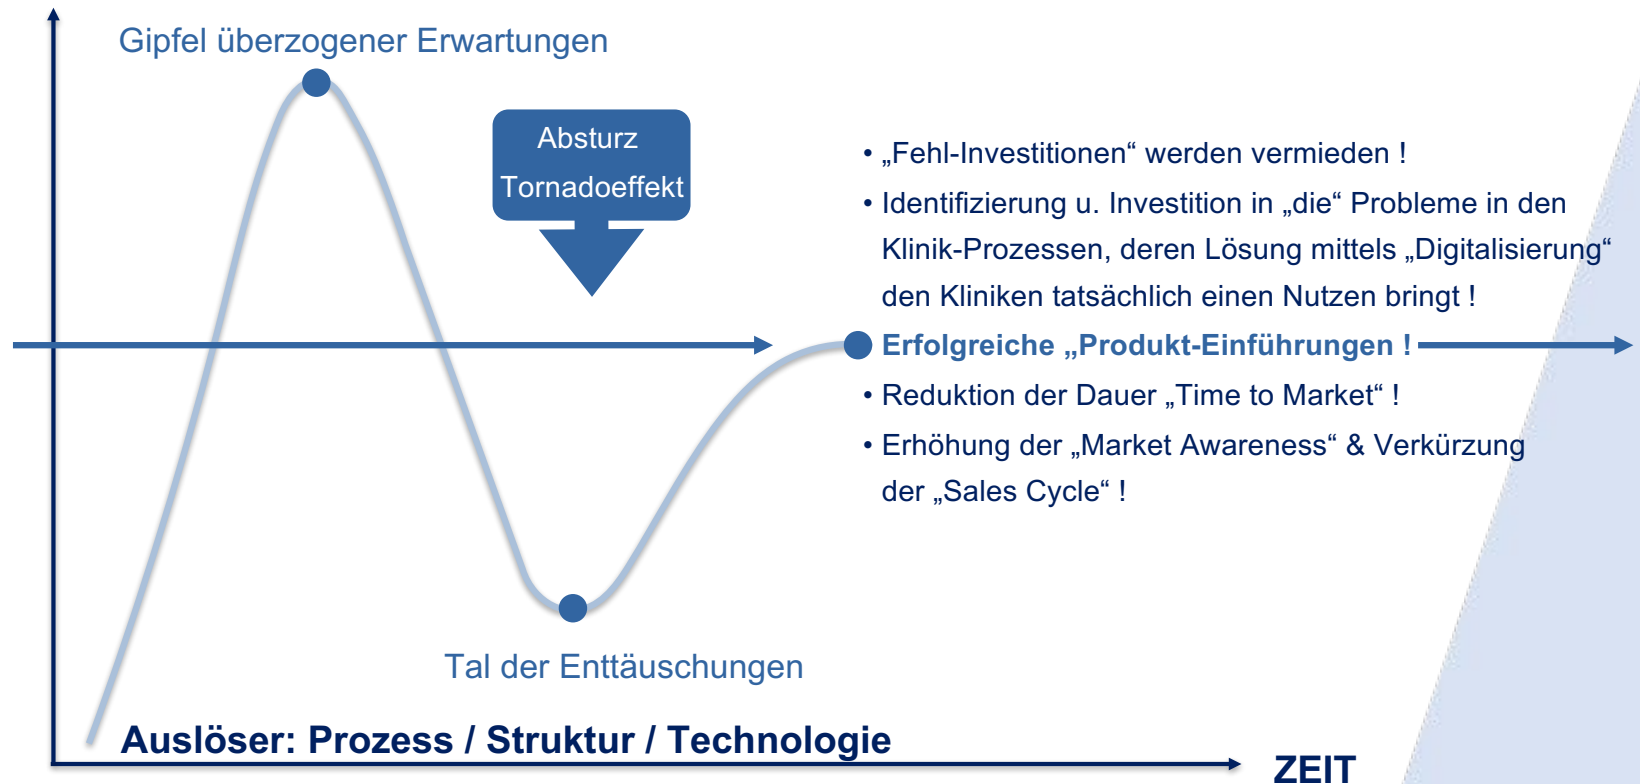 Gipfel überzogener Erwartungen
Absturz
Tornadoeffekt
• „Fehl-Investitionen“ werden vermieden !
• Identifizierung u. Investition in „die“ Probleme in den
Klinik-Prozessen, deren Lösung mittels „Digitalisierung“
den Kliniken tatsächlich einen Nutzen bringt !
Erfolgreiche „Produkt-Einführungen !
• Reduktion der Dauer „Time to Market“ !
• Erhöhung der „Market Awareness“ & Verkürzung
der „Sales Cycle“ !
Tal der Enttäuschungen
Auslöser: Prozess / Struktur / Technologie
ZEIT